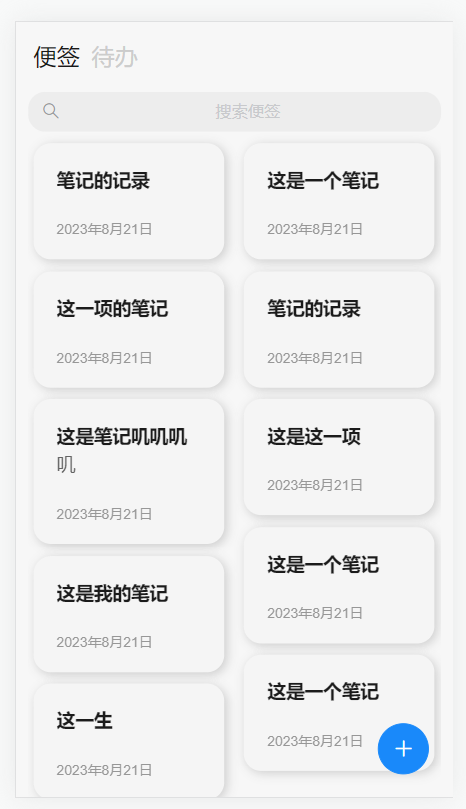 便签 待办
搜索便签
笔记的记录
2023年8月21日
这是一个笔记
2023年8月21日
这一项的笔记
2023年8月21日
笔记的记录
2023年8月21日
这是笔记叽叽叽
叽
2023年8月21日
这是这一项
2023年8月21日
这是我的笔记
2023年8月21日
这是一个笔记
2023年8月21日
这一生
2023年8月21日
这是一个笔记
2023年8月21日